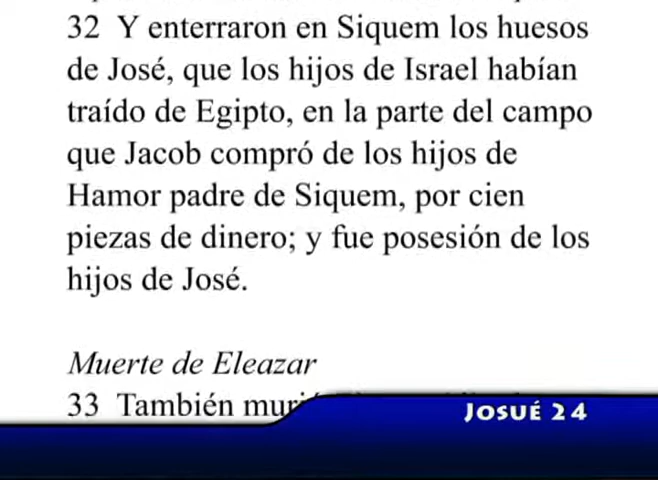 32 Y enterraron en Siquem los huesos
de José, que los hijos de Israel habían
traído de Egipto, en la parte del campo
que Jacob compró de los hijos de
Hamor padre de Siquem, por cien
piezas de dinero; y fue posesión de los
hijos de José.
Muerte de Eleazar
33 También
JOSUÉ 24